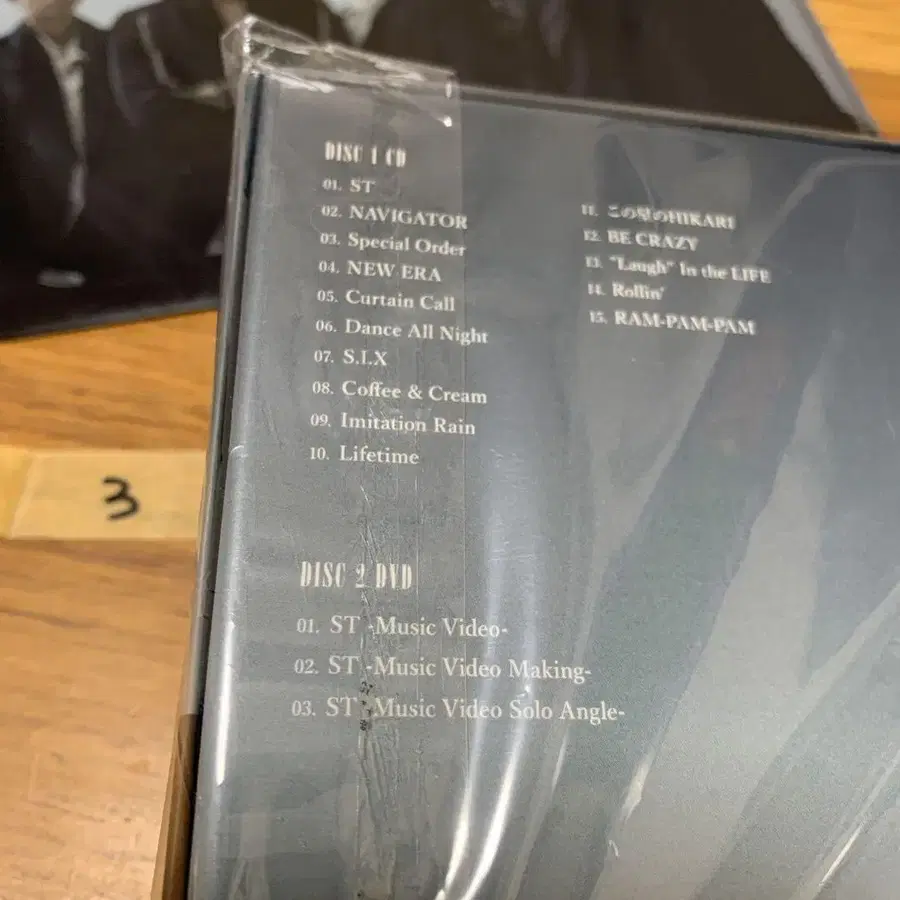 DISC 1 CD
01. ST
02. NAVIGATOR
03. Special Order
04. NEW ERA
05. Curtain Call
06. Dance All Night
07. S.I.X
08. Coffee & Cream
09. Imitation Rain
10. Lifetime
11. この星のHIKARI
12. BE CRAZY
13. "Laugh" In the LIFE
14. Rollin'
15. RAM-PAM-PAM
DISC 2 DVD
01. ST -Music Video-
02. ST -Music Video Making-
03. ST -Music Video Solo Angle-
3